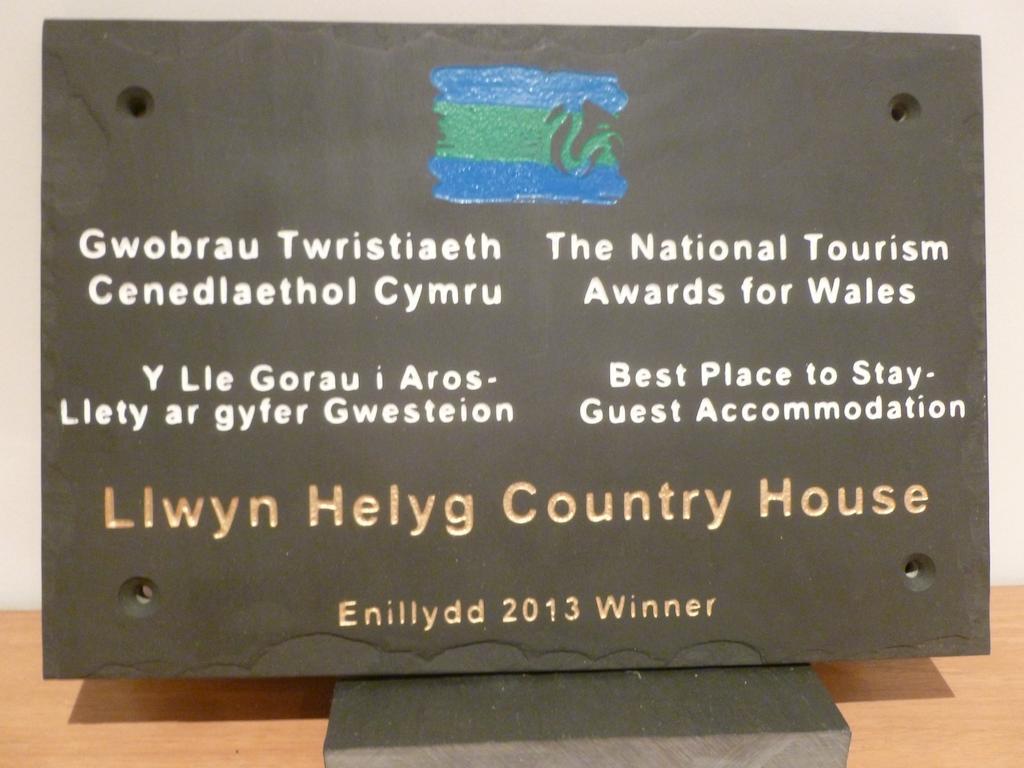 Gwobrau Twristiaeth
Cenedlaethol Cymru
The National Tourism
Awards for Wales
Y Lle Gorau i Aros-
Llety ar gyfer Gwesteion
Best Place to Stay-
Guest Accommodation
Llwyn Helyg Country House
Enillydd 2013 Winner